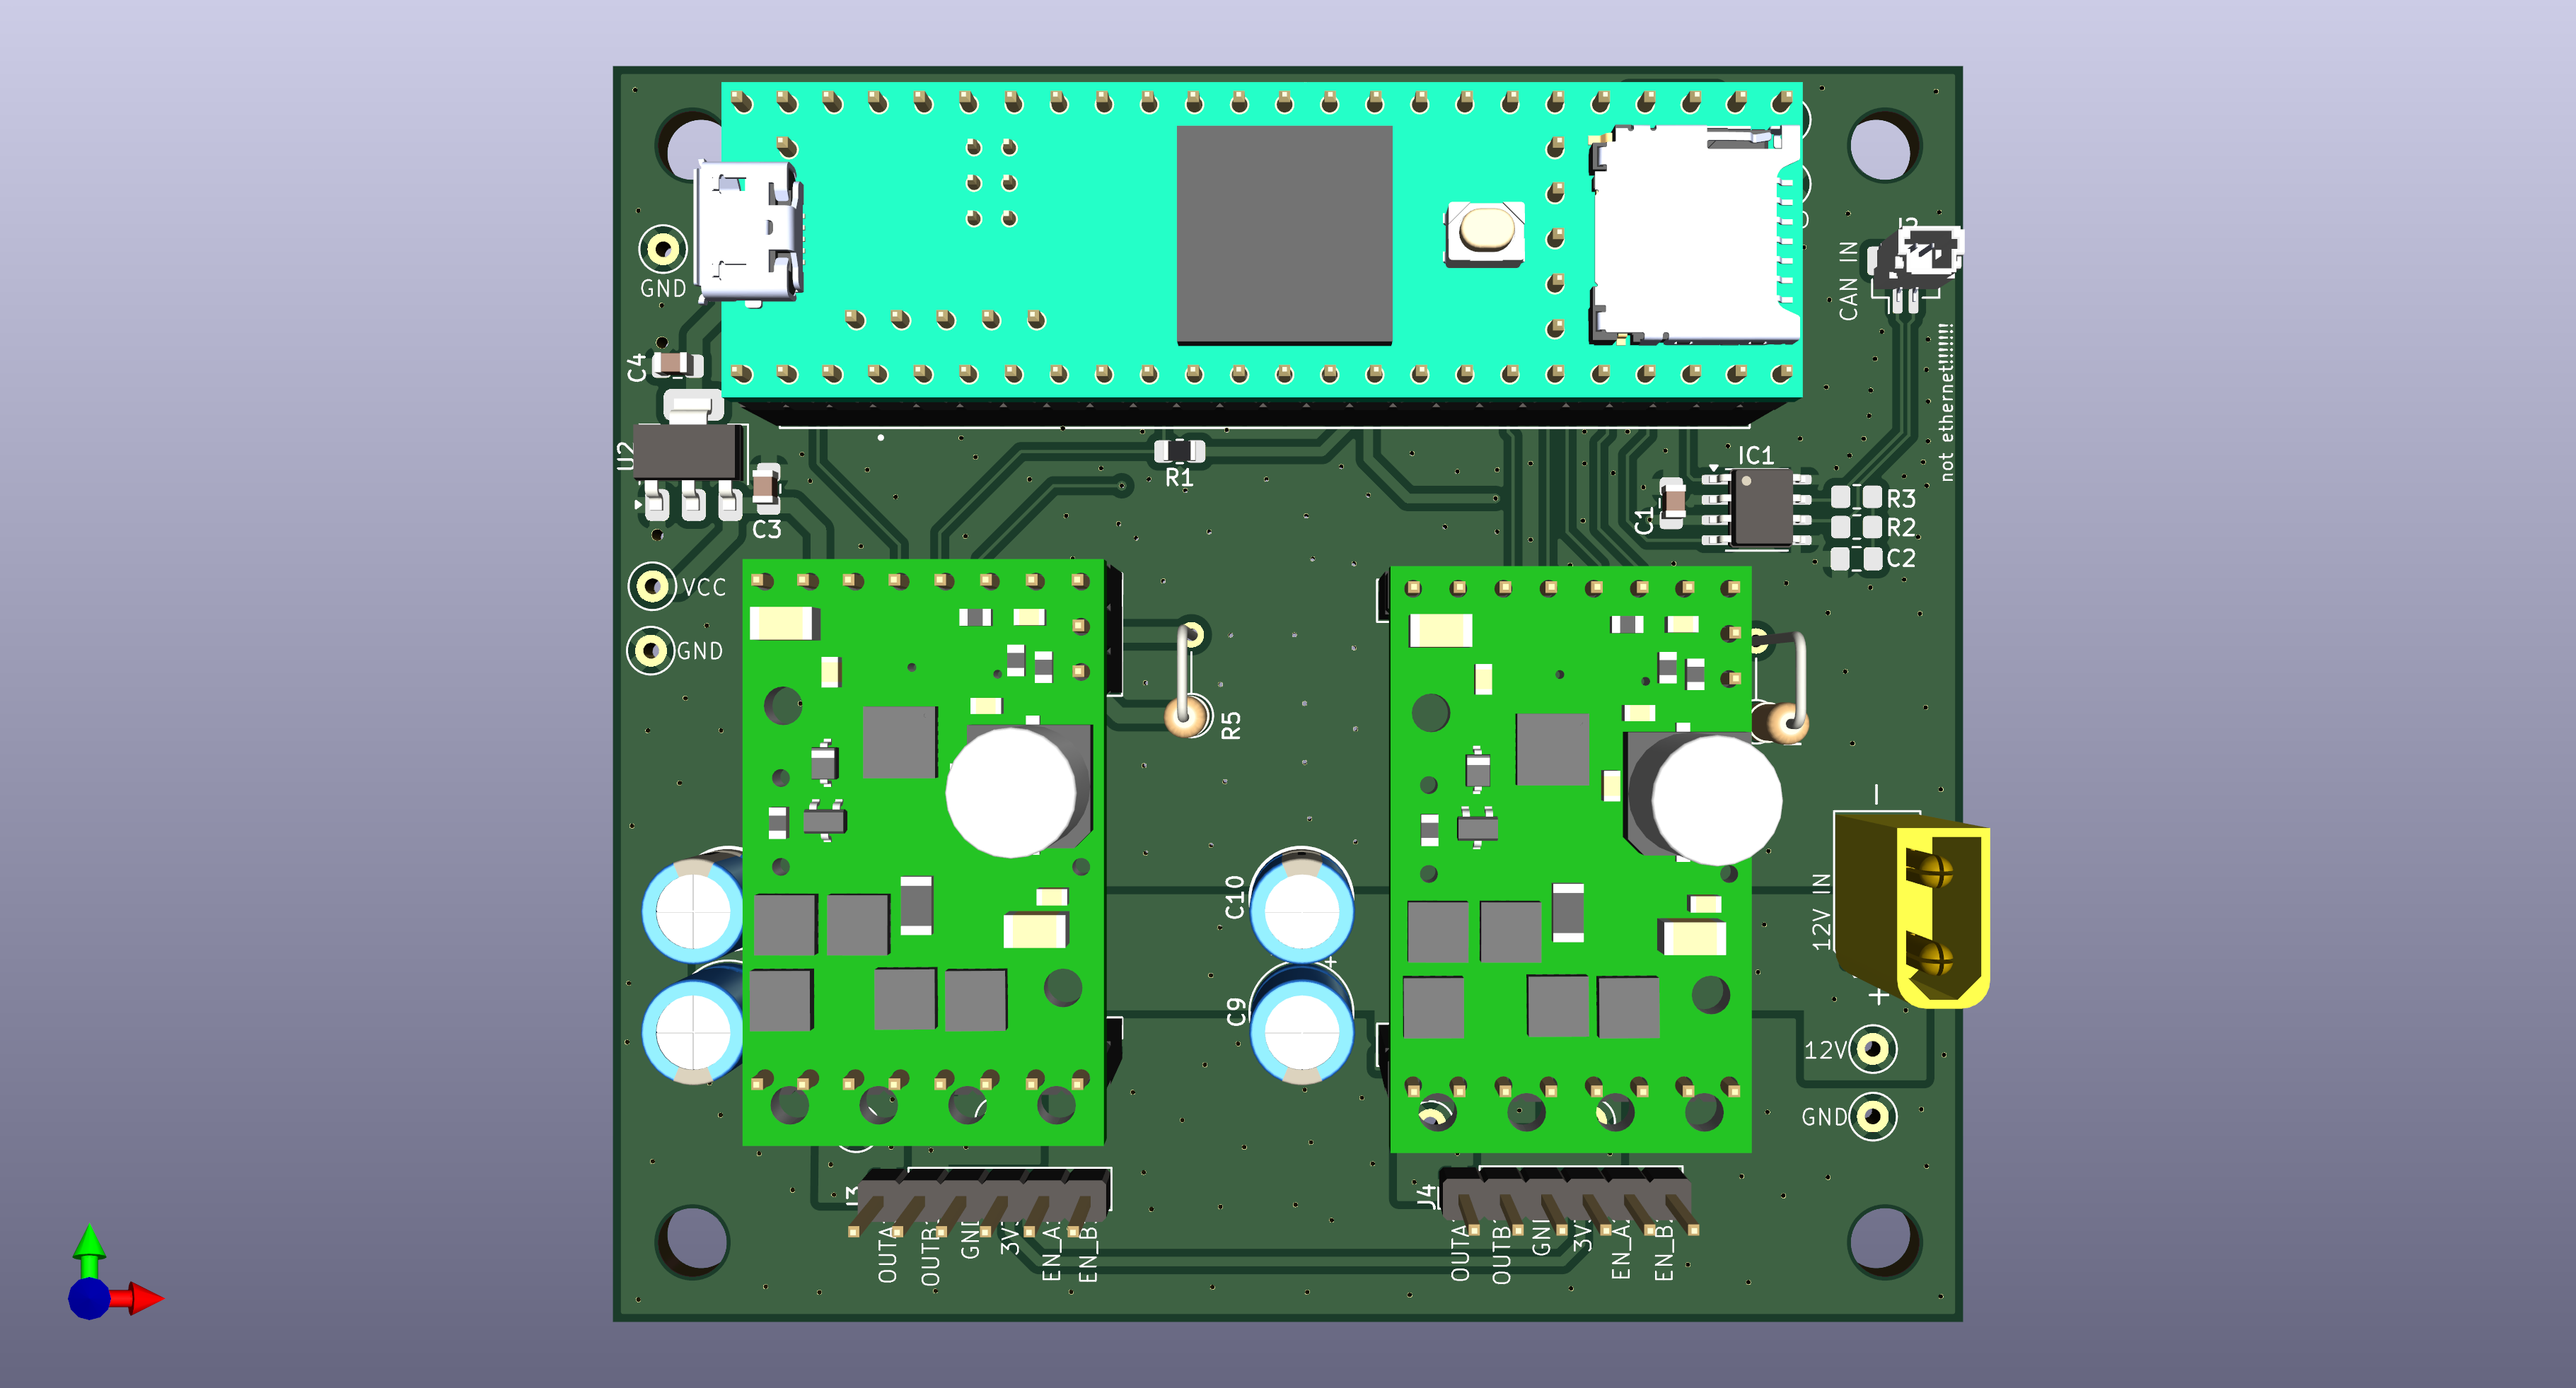 GND
C4
U2
C3
VCC
GND
R1
CAN IN
not ethernet!!!!!!!
IC1
C1
R3
R2
C2
R5
C10
C9
12V IN
+
12V
GND
J3
OUTA
OUTB
GND
3V
EN_A
EN_B
J4
OUTA
OUTB
GND
3V
EN_A
EN_B